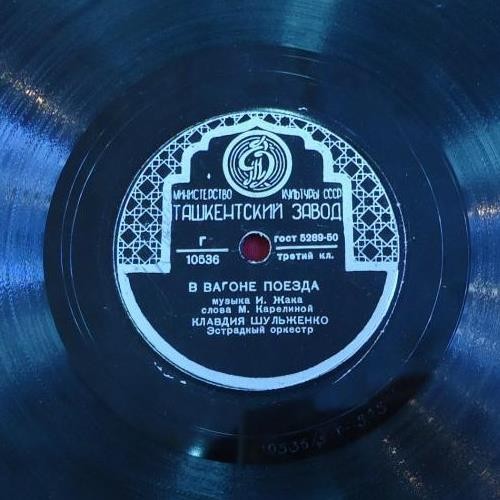 МИНИСТЕРСТВО КУЛЬТУРЫ СССР
ТАШКЕНТСКИЙ ЗАВОД
Г
10536
ГОСТ 5289-50
третий кл.
В ВАГОНЕ ПОЕЗДА
музыка И. Жака
слова М. Карелиной
КЛАВДИЯ ШУЛЬЖЕНКО
Эстрадный оркестр